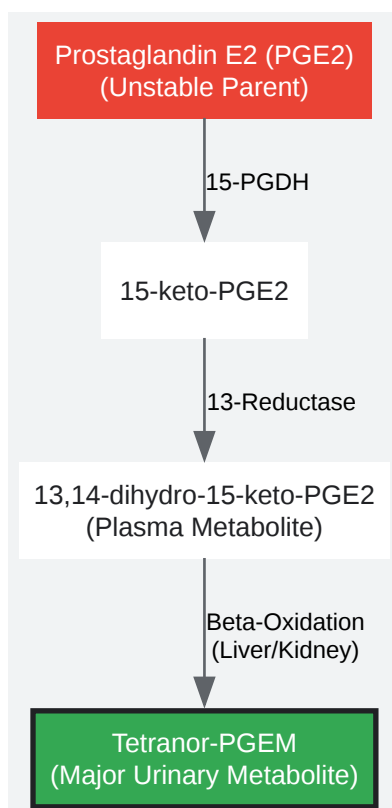 Prostaglandin E2 (PGE2)
(Unstable Parent)
15-PGDH
15-keto-PGE2
13-Reductase
13,14-dihydro-15-keto-PGE2
(Plasma Metabolite)
Beta-Oxidation
(Liver/Kidney)
Tetranor-PGEM
(Major Urinary Metabolite)